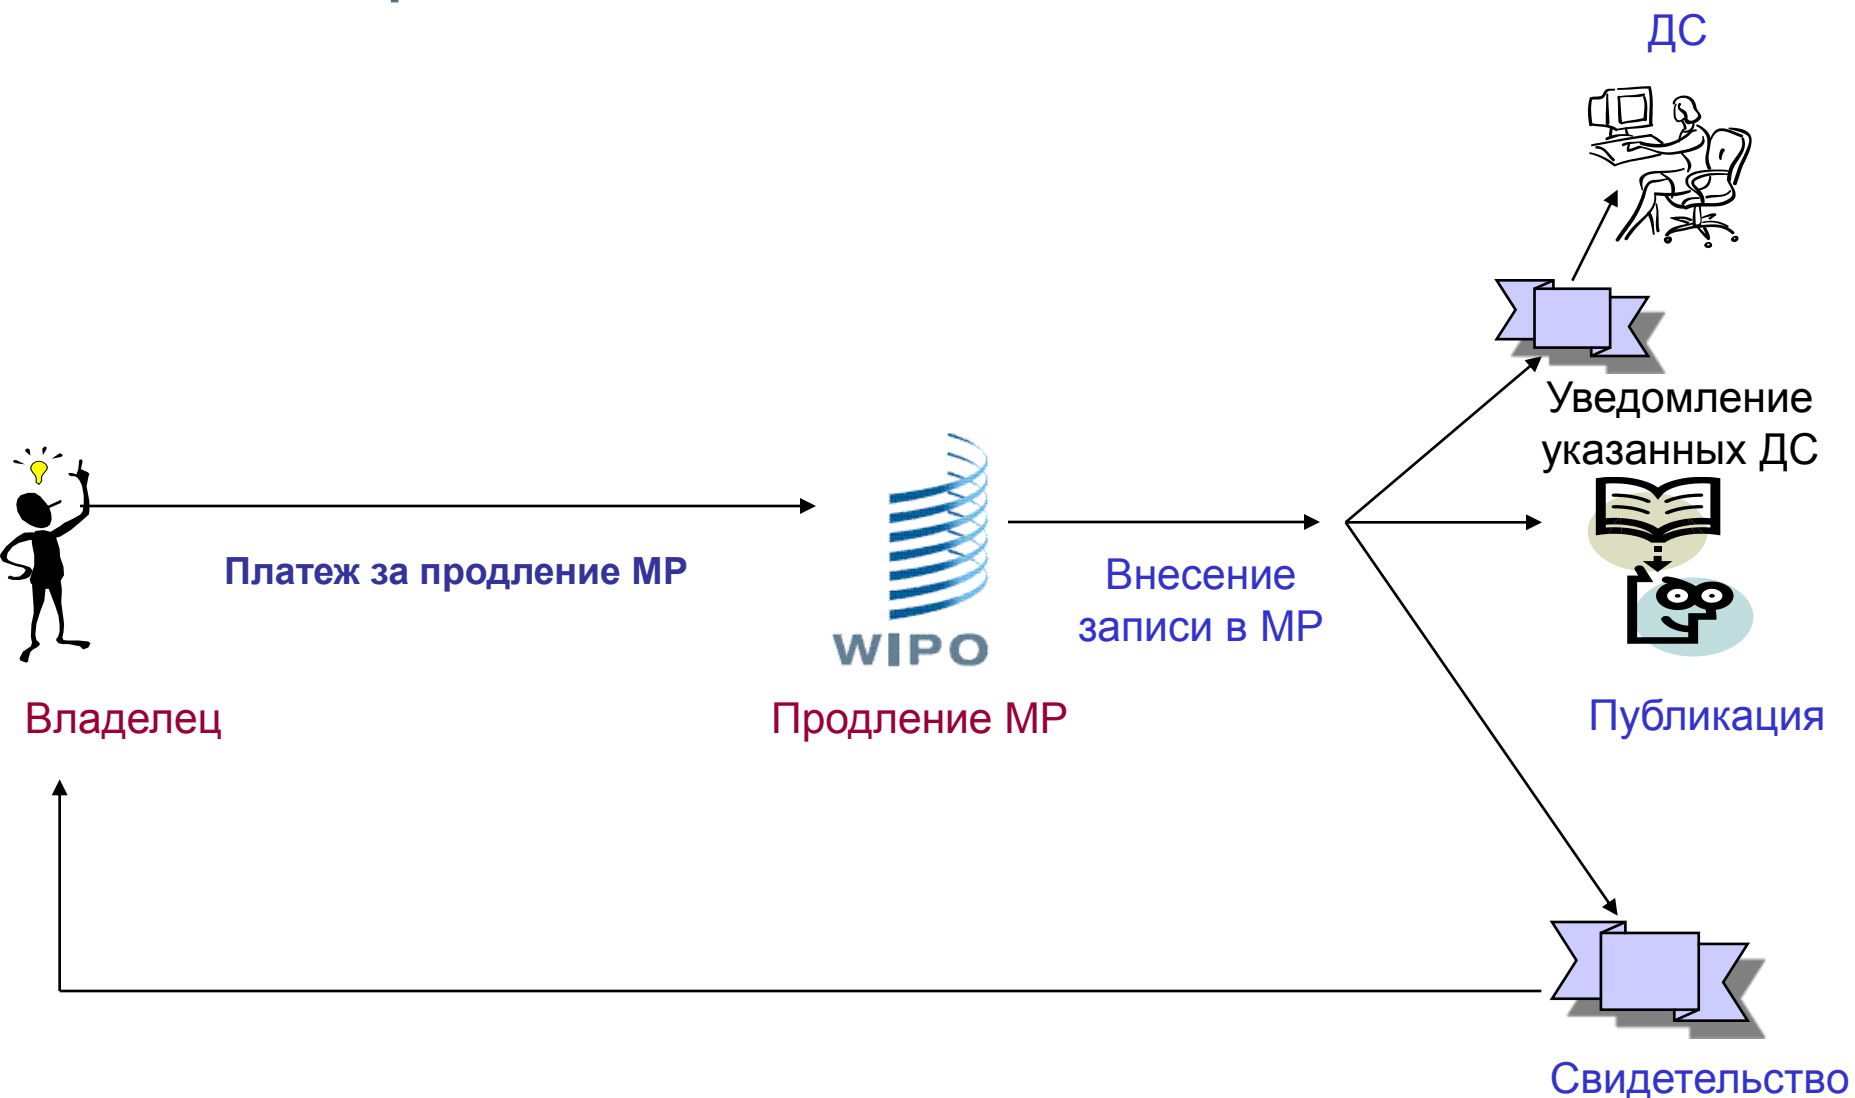 ДС
Уведомление
указанных ДС
Платеж за продление МР
WIPO
Внесение
записи в МР
Владелец
Продление МР
Публикация
Свидетельство